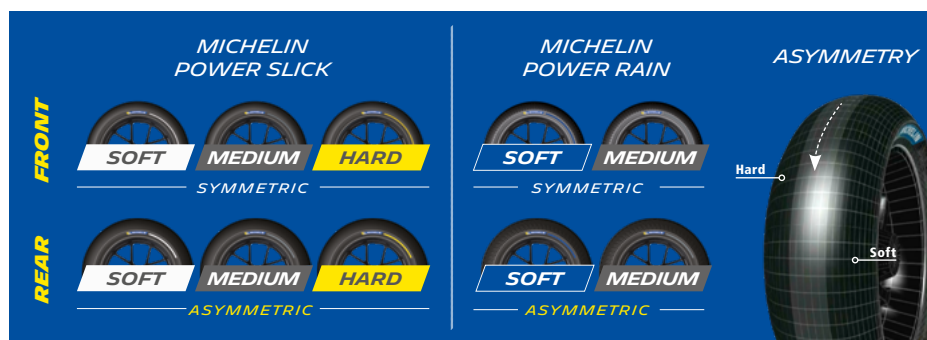 MICHELIN
POWER SLICK
MICHELIN
POWER RAIN
ASYMMETRY
FRONT
SOFT
MEDIUM
HARD
SOFT
MEDIUM
SYMMETRIC
SYMMETRIC
Hard
REAR
SOFT
MEDIUM
HARD
SOFT
MEDIUM
ASYMMETRIC
ASYMMETRIC
Soft
MICHELIN